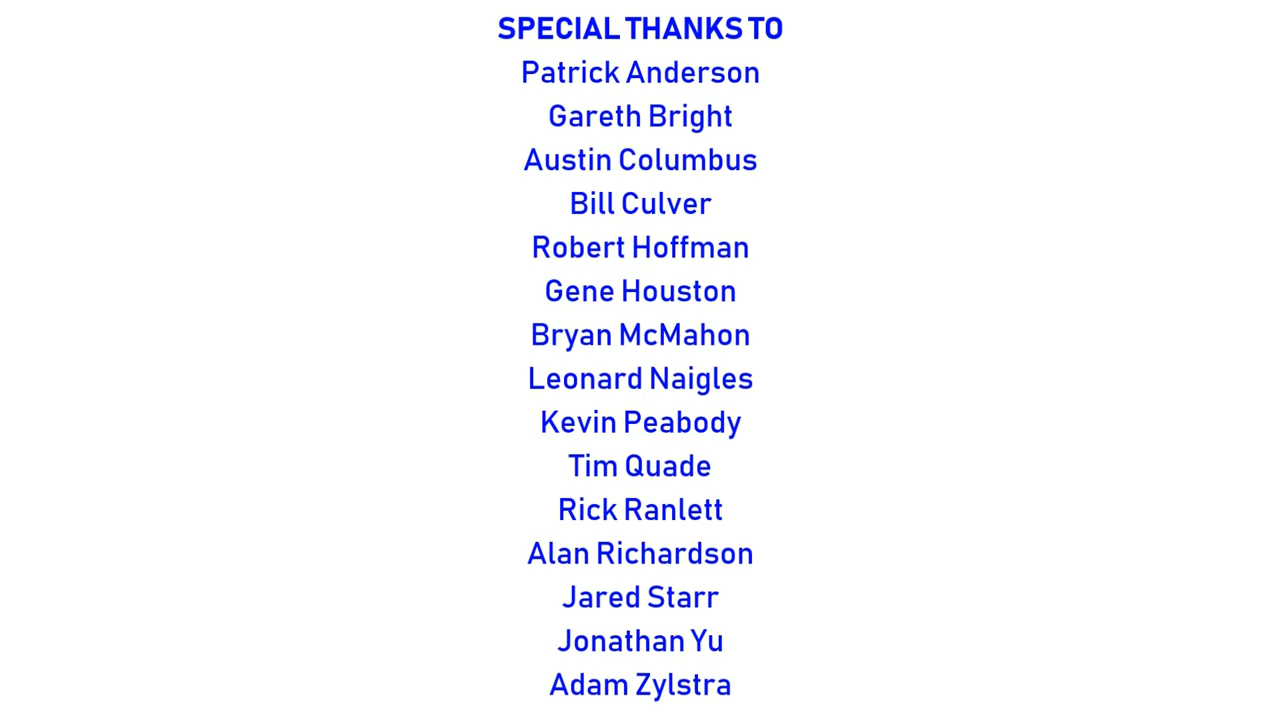 SPECIAL THANKS TO
Patrick Anderson
Gareth Bright
Austin Columbus
Bill Culver
Robert Hoffman
Gene Houston
Bryan McMahon
Leonard Naigles
Kevin Peabody
Tim Quade
Rick Ranlett
Alan Richardson
Jared Starr
Jonathan Yu
Adam Zylstra